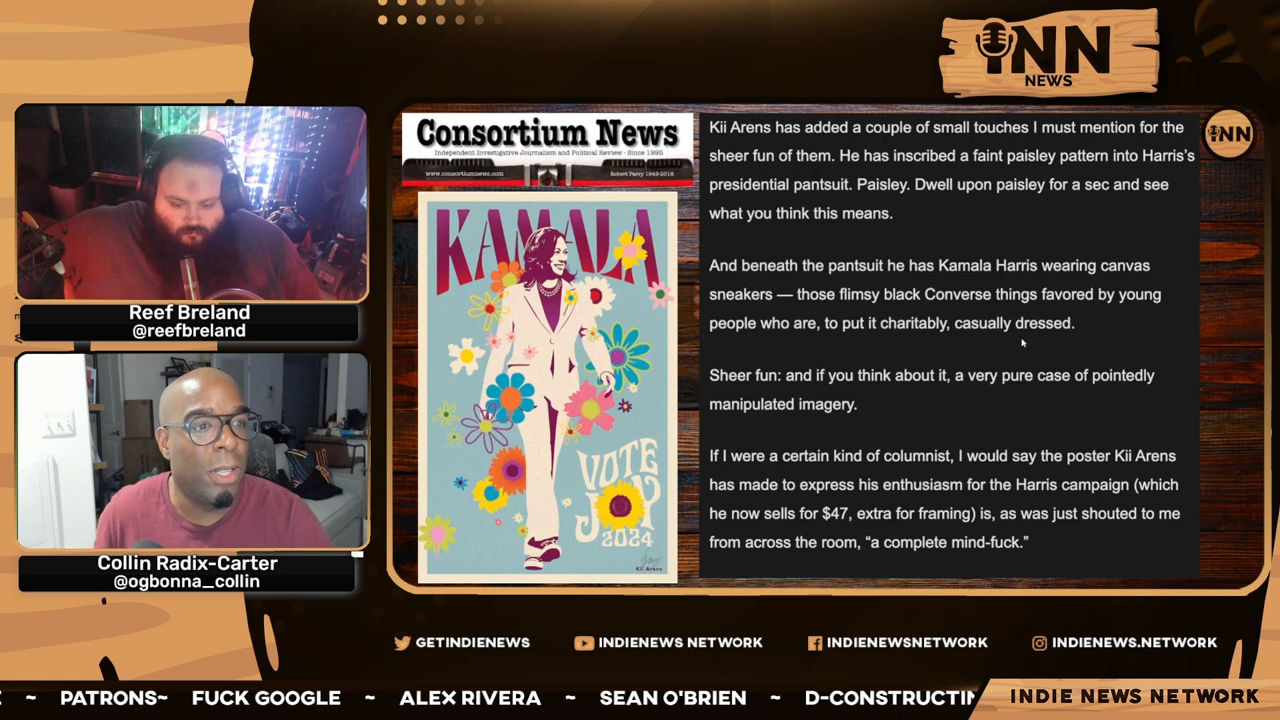 iNN
NEWS
Reef Breland
@reefbreland
Collin Radix-Carter
@ogbonna_collin
Consortium News
Independent Investigative Journalism and Political Review - Since 1995
www.consortiumnews.com
Robert Parry 1949-2018
KAMALA
VOTE
JOY
2024
Kii Arens
Kii Arens has added a couple of small touches I must mention for the
sheer fun of them. He has inscribed a faint paisley pattern into Harris's
presidential pantsuit. Paisley. Dwell upon paisley for a sec and see
what you think this means.
And beneath the pantsuit he has Kamala Harris wearing canvas
sneakers — those flimsy black Converse things favored by young
people who are, to put it charitably, casually dressed.
Sheer fun: and if you think about it, a very pure case of pointedly
manipulated imagery.
If I were a certain kind of columnist, I would say the poster Kii Arens
has made to express his enthusiasm for the Harris campaign (which
he now sells for $47, extra for framing) is, as was just shouted to me
from across the room, “a complete mind-fuck.”
iNN
GETINDIENEWS
INDIENEWS NETWORK
INDIENEWSNETWORK
INDIENEWS.NETWORK
~ PATRONS~ FUCK GOOGLE ~ ALEX RIVERA ~ SEAN O'BRIEN ~ D-CONSTRUCTIN
INDIE NEWS NETWORK